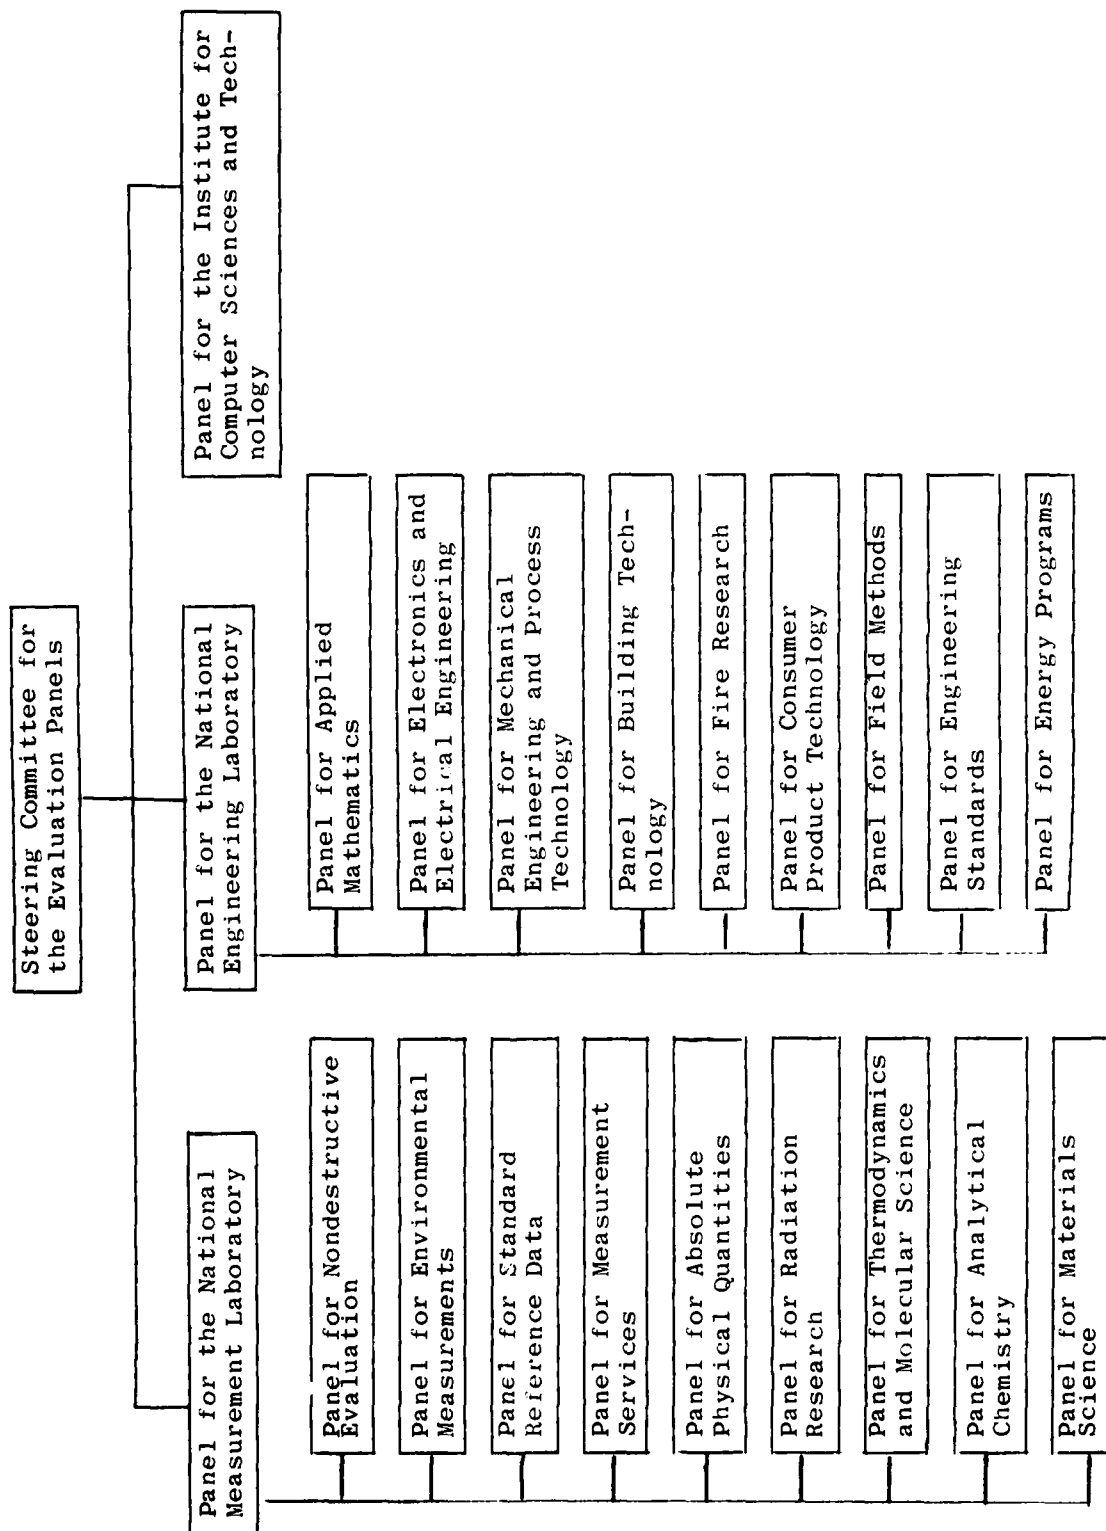 Steering Committee for
the Evaluation Panels
Panel for the National
Measurement Laboratory
Panel for Nondestructive
Evaluation
Panel for Environmental
Measurements
Panel for Standard
Reference Data
Panel for Measurement
Services
Panel for Absolute
Physical Quantities
Panel for Radiation
Research
Panel for Thermodynamics
and Molecular Science
Panel for Analytical
Chemistry
Panel for Materials
Science
Panel for the National
Engineering Laboratory
Panel for Applied
Mathematics
Panel for Electronics and
Electrical Engineering
Panel for Mechanical
Engineering and Process
Technology
Panel for Building Tech-
nology
Panel for Fire Research
Panel for Consumer
Product Technology
Panel for Field Methods
Panel for Engineering
Standards
Panel for Energy Programs
Panel for the Institute for
Computer Sciences and Tech-
nology